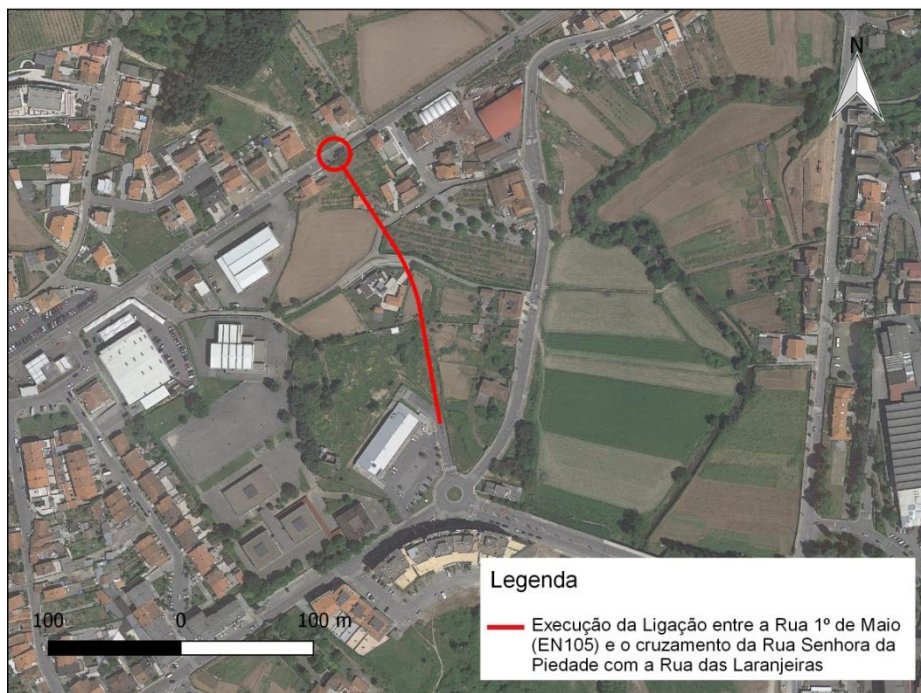 N
100 0 100 m
Legenda
Execução da Ligação entre a Rua 1º de Maio
(EN105) e o cruzamento da Rua Senhora da
Piedade com a Rua das Laranjeiras